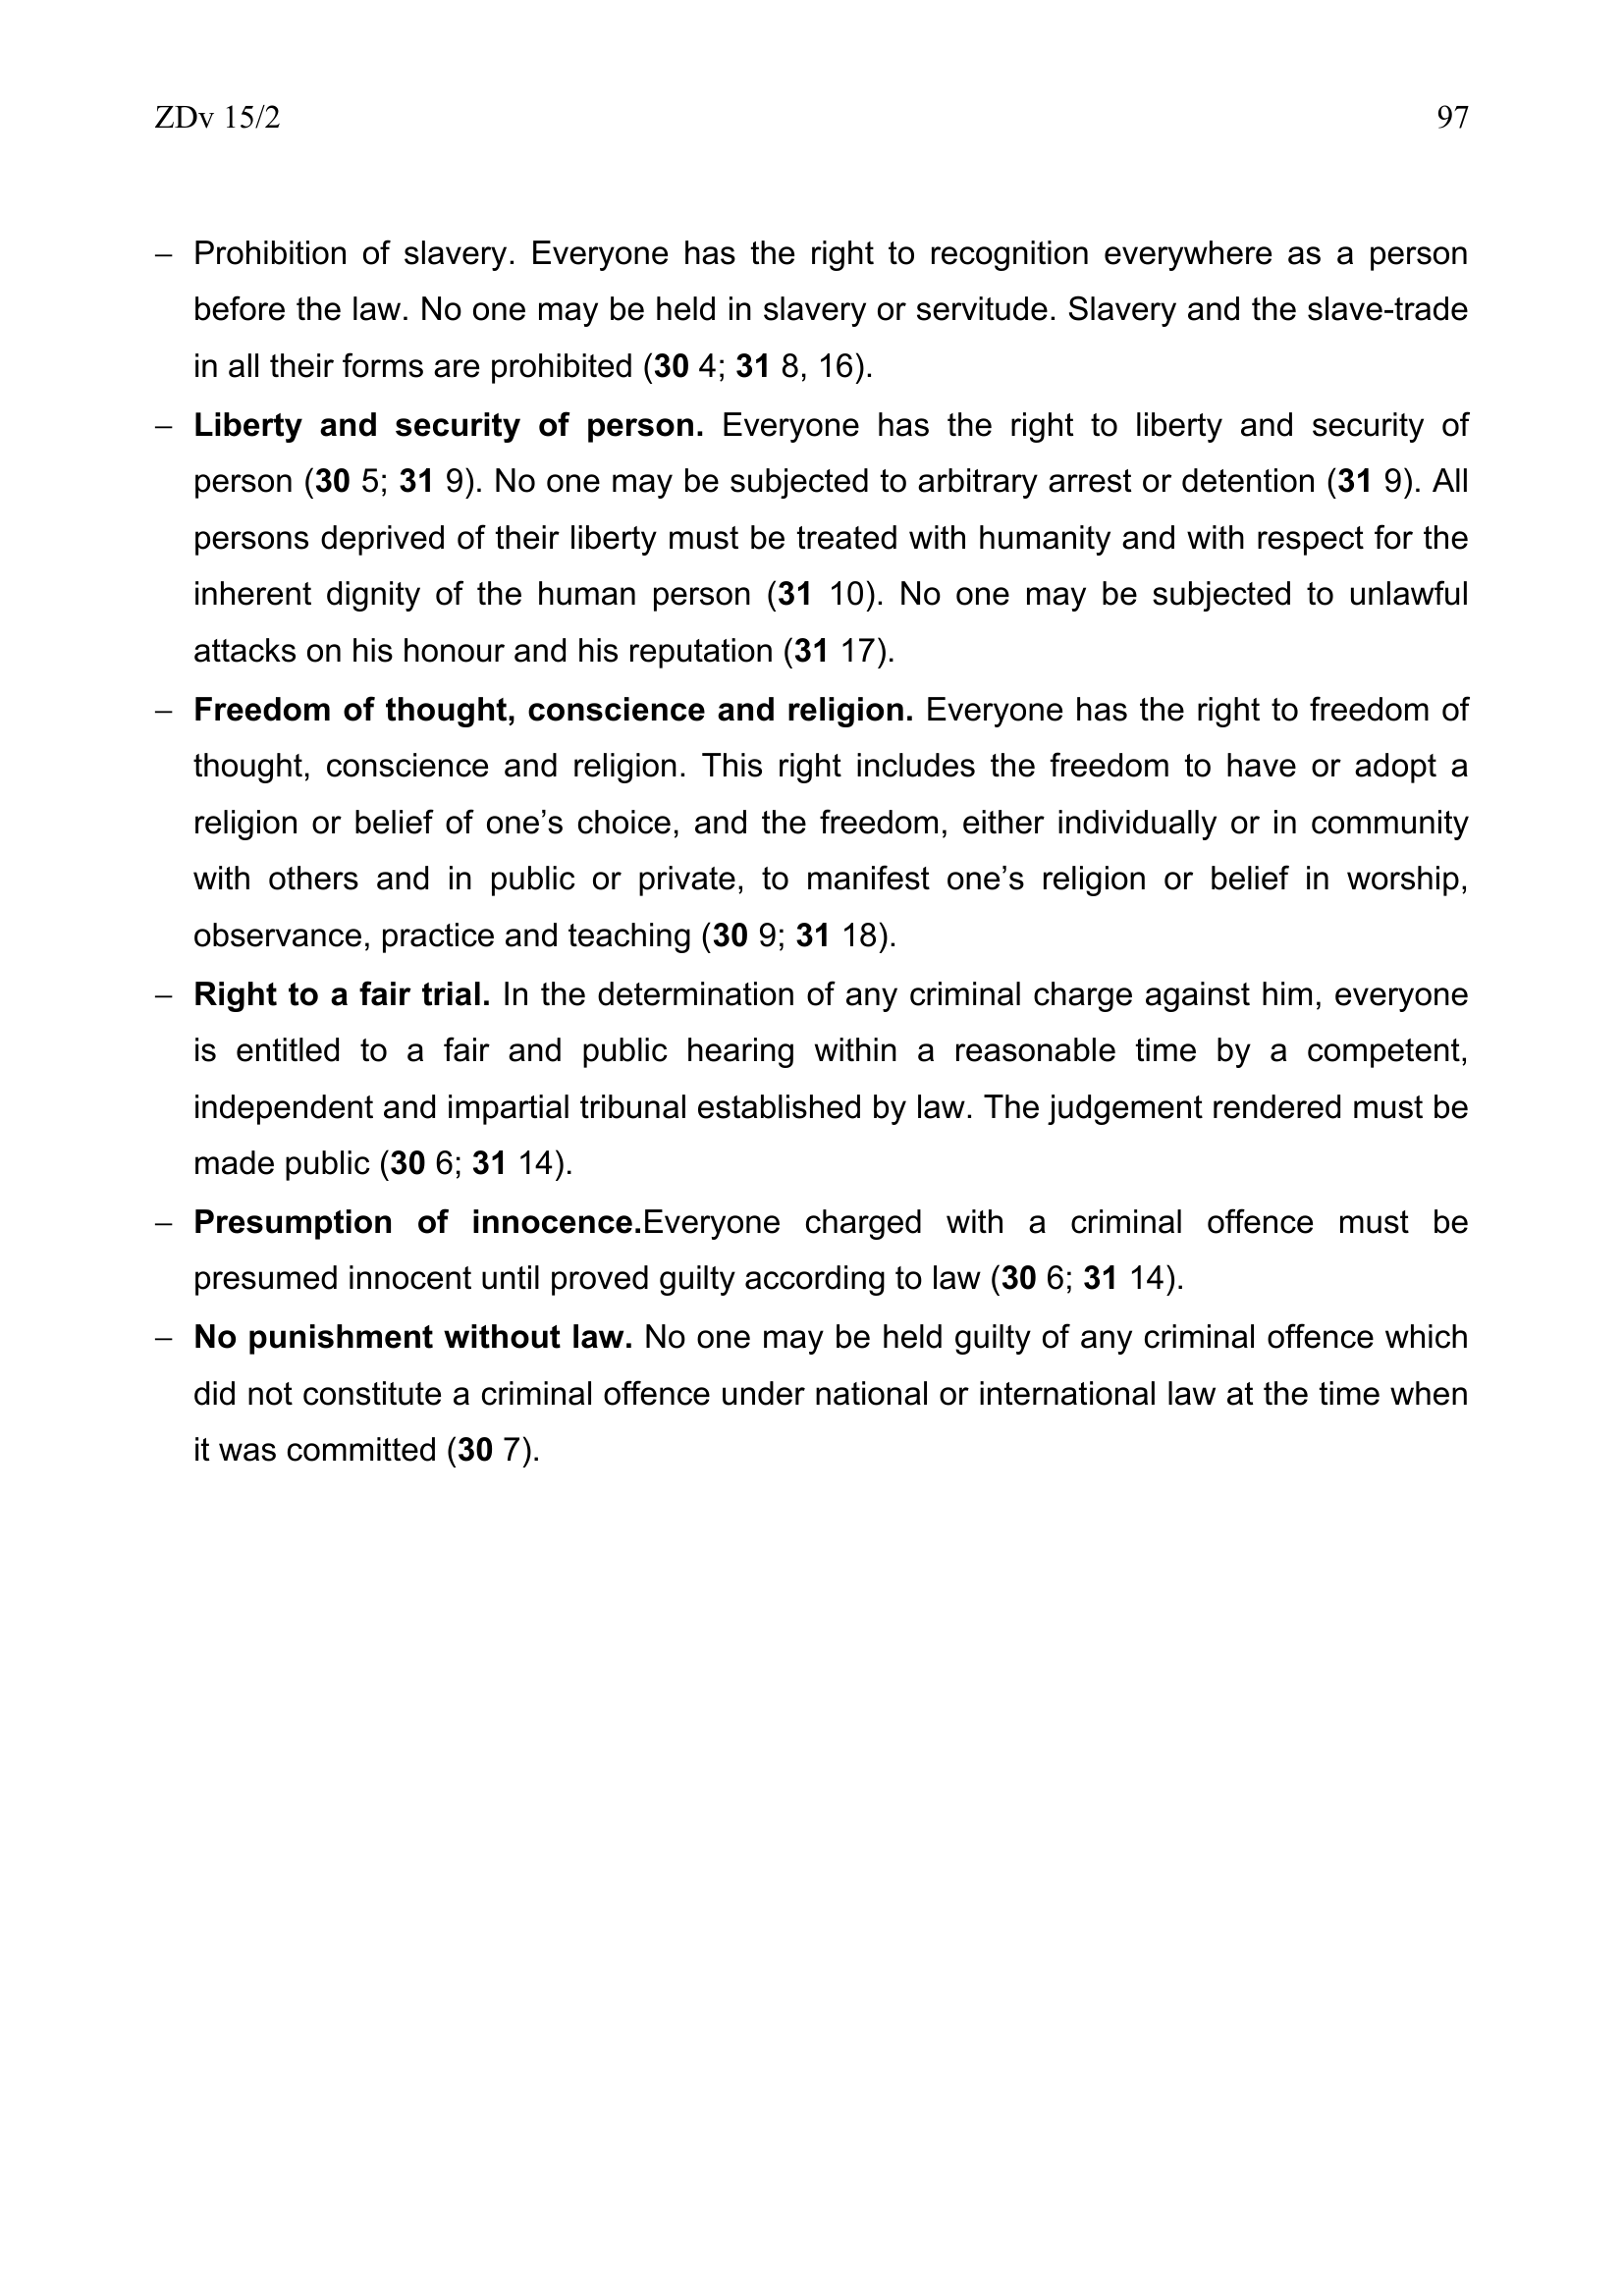 ZDv 15/2 97
– Prohibition of slavery. Everyone has the right to recognition everywhere as a person
before the law. No one may be held in slavery or servitude. Slavery and the slave-trade
in all their forms are prohibited (30 4; 31 8, 16).
– Liberty and security of person. Everyone has the right to liberty and security of
person (30 5; 31 9). No one may be subjected to arbitrary arrest or detention (31 9). All
persons deprived of their liberty must be treated with humanity and with respect for the
inherent dignity of the human person (31 10). No one may be subjected to unlawful
attacks on his honour and his reputation (31 17).
– Freedom of thought, conscience and religion. Everyone has the right to freedom of
thought, conscience and religion. This right includes the freedom to have or adopt a
religion or belief of one’s choice, and the freedom, either individually or in community
with others and in public or private, to manifest one’s religion or belief in worship,
observance, practice and teaching (30 9; 31 18).
– Right to a fair trial. In the determination of any criminal charge against him, everyone
is entitled to a fair and public hearing within a reasonable time by a competent,
independent and impartial tribunal established by law. The judgement rendered must be
made public (30 6; 31 14).
– Presumption of innocence.Everyone charged with a criminal offence must be
presumed innocent until proved guilty according to law (30 6; 31 14).
– No punishment without law. No one may be held guilty of any criminal offence which
did not constitute a criminal offence under national or international law at the time when
it was committed (30 7).